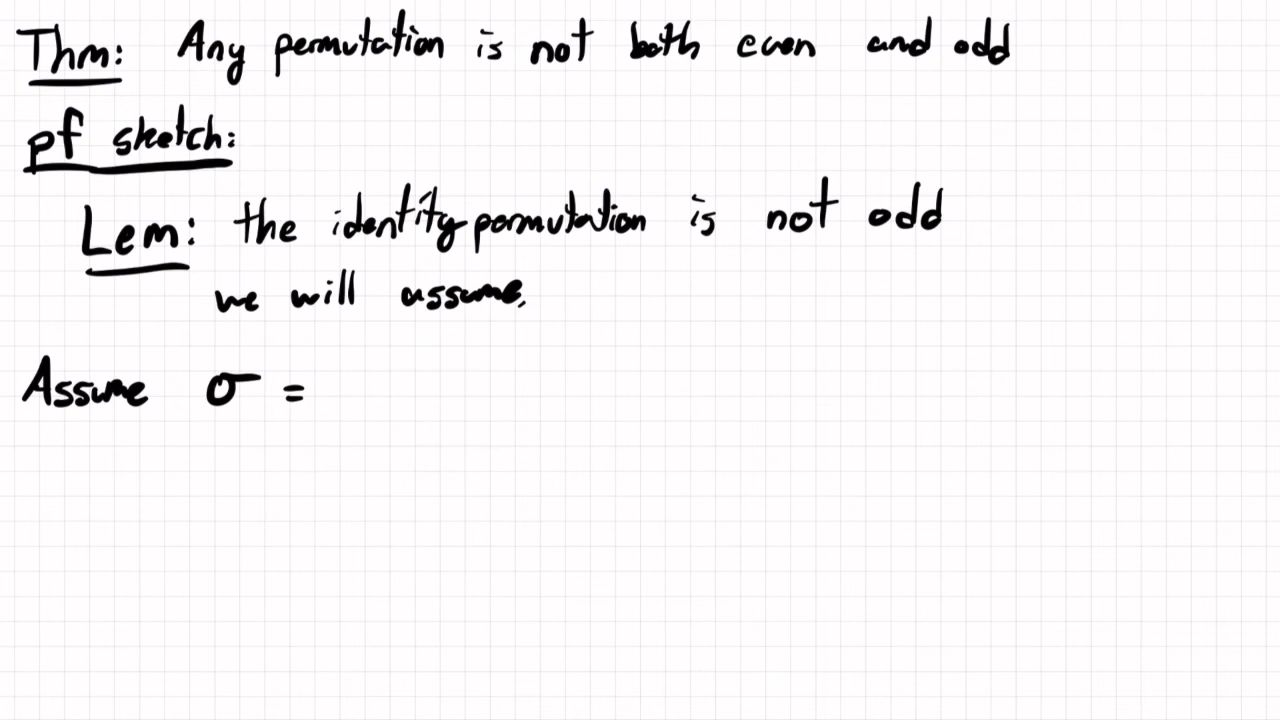 Thm: Any permutation is not both even and odd
pf sketch:
Lem: the identity permutation is not odd
we will assume.
Assume σ =